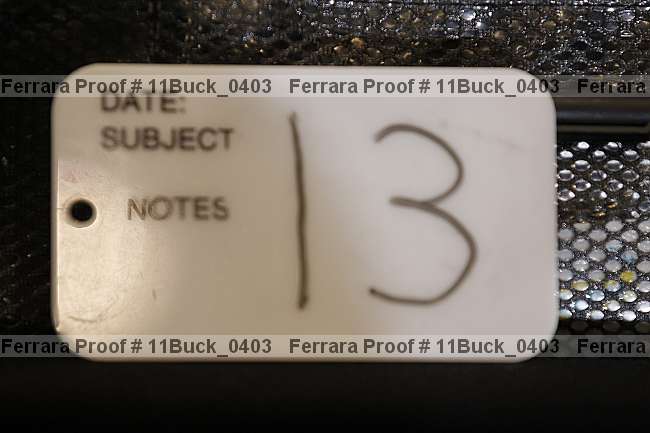 Ferrara Proof # 11Buck_0403 Ferrara Proof # 11Buck_0403 Ferrara
DATE:
SUBJECT
NOTES
13
Ferrara Proof # 11Buck_0403 Ferrara Proof # 11Buck_0403 Ferrara